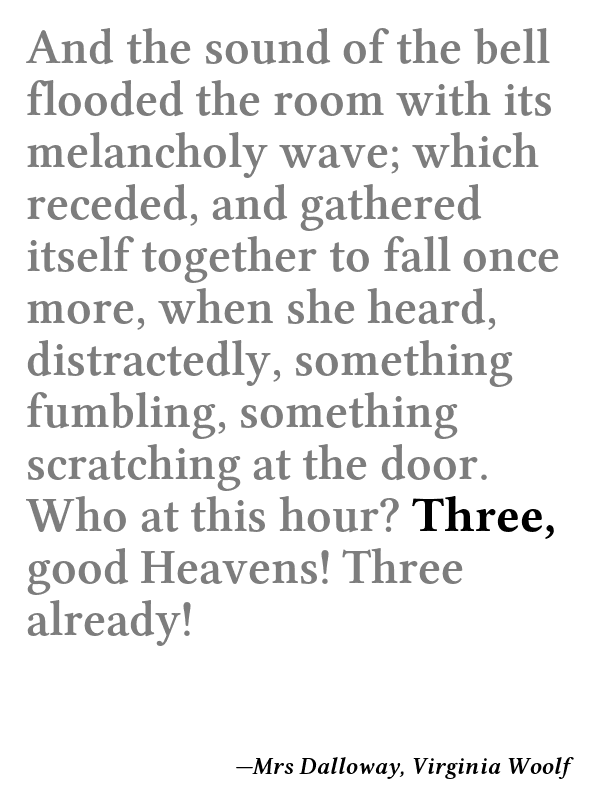 And the sound of the bell
flooded the room with its
melancholy wave; which
receded, and gathered
itself together to fall once
more, when she heard,
distractedly, something
fumbling, something
scratching at the door.
Who at this hour? Three,
good Heavens! Three
already!
—Mrs Dalloway, Virginia Woolf